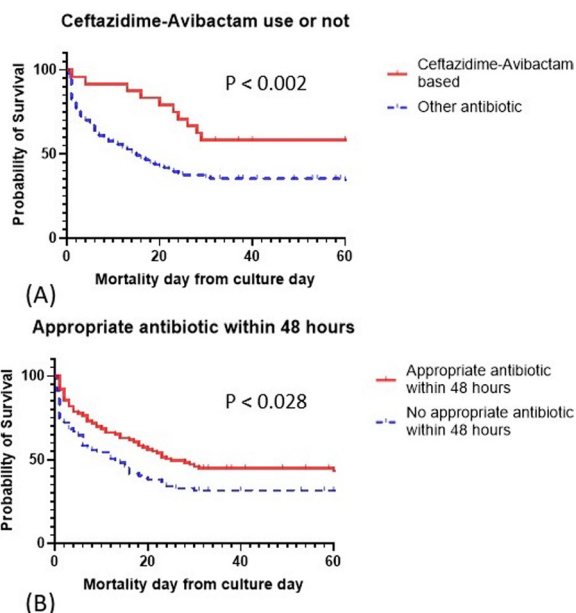 Ceftazidime-Avibactam use or not
100
50
0
Probability of Survival
P < 0.002
Ceftazidime-Avibactam
based
Other antibiotic
0 20 40 60
Mortality day from culture day
(A)
Appropriate antibiotic within 48 hours
100
50
0
Probability of Survival
P < 0.028
Appropriate antibiotic
within 48 hours
No appropriate antibiotic
within 48 hours
0 20 40 60
Mortality day from culture day
(B)